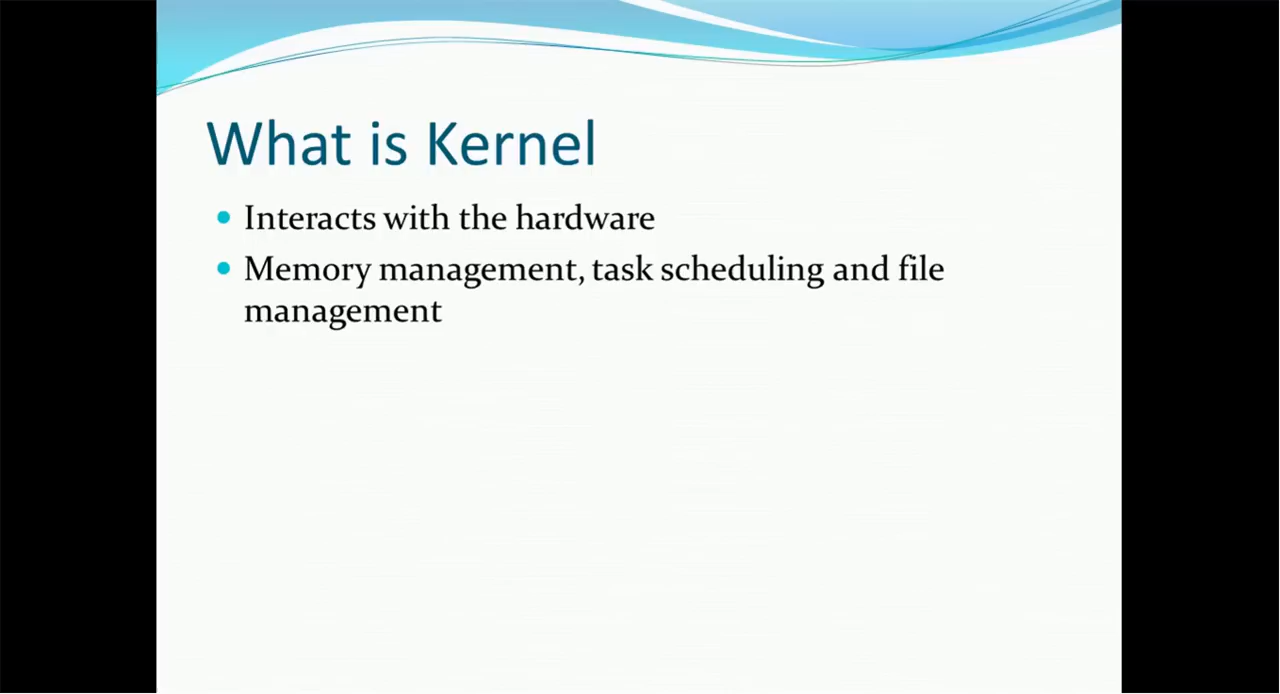 What is Kernel
Interacts with the hardware
Memory management, task scheduling and file
management